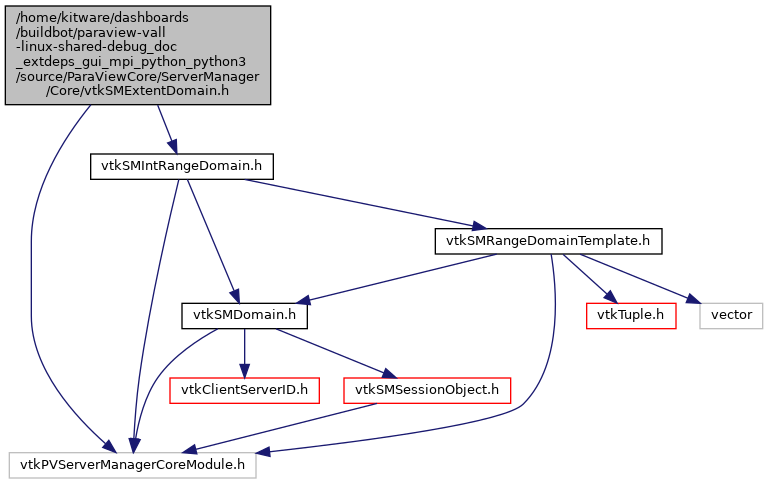 /home/kitware/dashboards
/buildbot/paraview-vall
-linux-shared-debug_doc
_extdeps_gui_mpi_python_python3
/source/ParaViewCore/ServerManager
/Core/vtkSMExtentDomain.h
vtkSMIntRangeDomain.h
vtkSMRangeDomainTemplate.h
vtkSMDomain.h
vtkTuple.h
vector
vtkClientServerID.h
vtkSMSessionObject.h
vtkPVServerManagerCoreModule.h